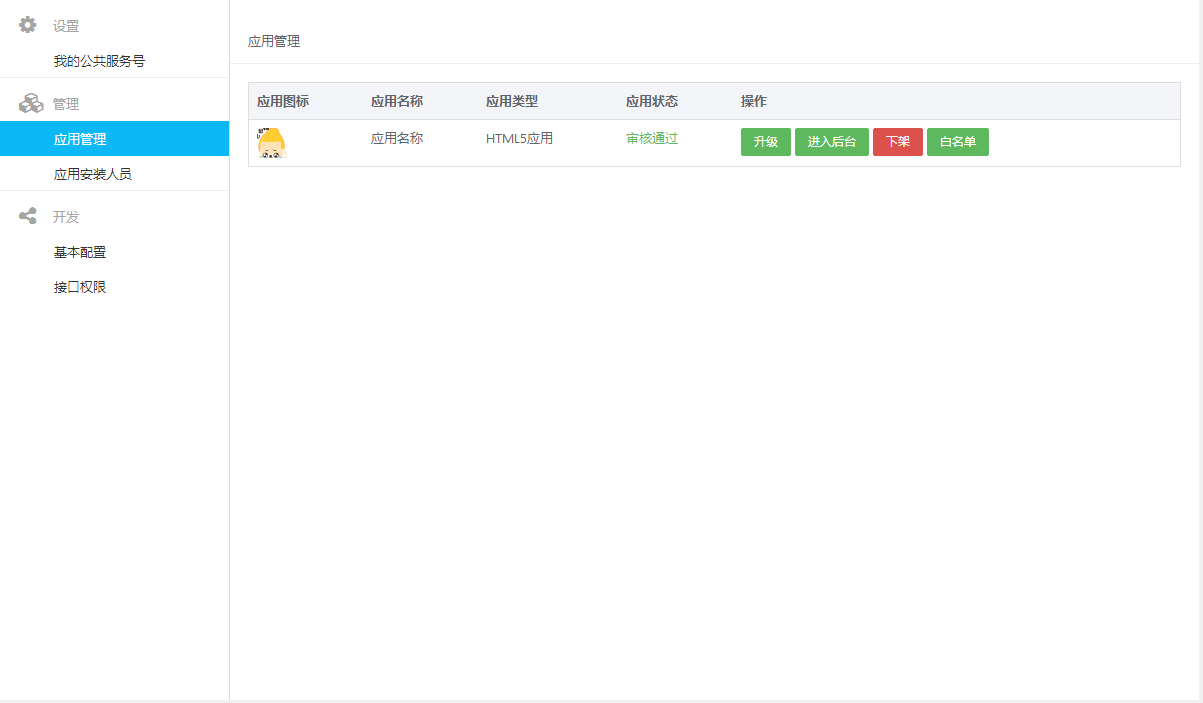 设置
我的公共服务号
管理
应用管理
应用安装人员
开发
基本配置
接口权限
应用管理
应用图标 应用名称 应用类型 应用状态 操作
应用名称 HTML5应用 审核通过 升级 进入后台 下架 白名单